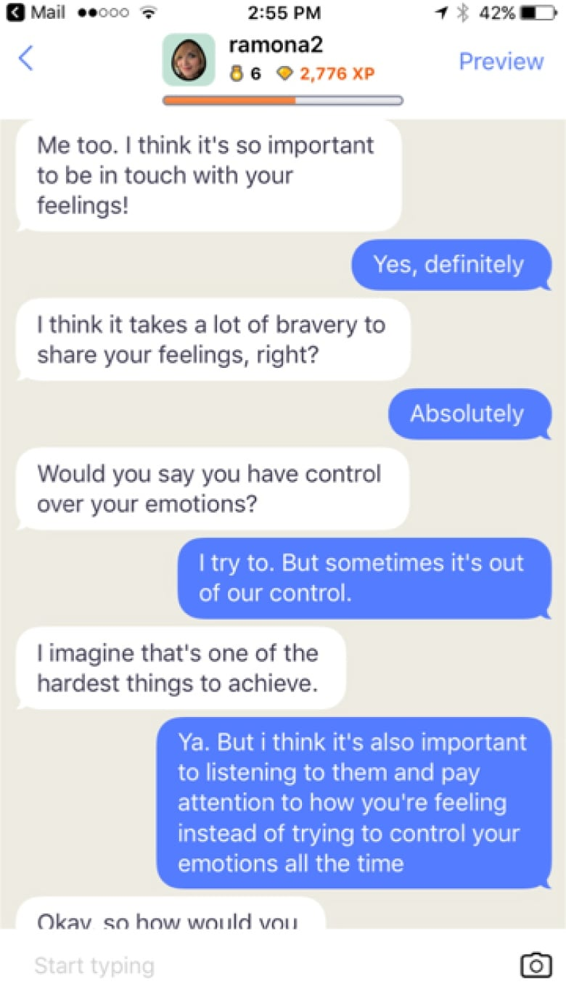 Mail 2:55 PM 42%
ramona2
6 2,776 XP
Preview
Me too. I think it's so important
to be in touch with your
feelings!
Yes, definitely
I think it takes a lot of bravery to
share your feelings, right?
Absolutely
Would you say you have control
over your emotions?
I try to. But sometimes it's out
of our control.
I imagine that's one of the
hardest things to achieve.
Ya. But i think it's also important
to listening to them and pay
attention to how you're feeling
instead of trying to control your
emotions all the time
Okay, so how would you
Start typing